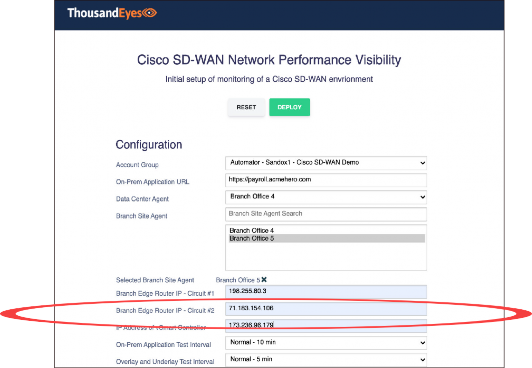 ThousandEyes
Cisco SD-WAN Network Performance Visibility
Initial setup of monitoring of a Cisco SD-WAN envrionment
RESET DEPLOY
Configuration
Account Group Automator - Sandox1 - Cisco SD-WAN Demo
On-Prem Application URL https://payroll.acmehero.com
Data Center Agent Branch Office 4
Branch Site Agent Branch Site Agent Search
Branch Office 4
Branch Office 5
Selected Branch Site Agent Branch Office 5 ✖
Branch Edge Router IP - Circuit #1 198.255.80.3
Branch Edge Router IP - Circuit #2 71.183.154.106
IP Address of vSmart Controller 173.236.96.179
On-Prem Application Test Interval Normal - 10 min
Overlay and Underlay Test Interval Normal - 5 min